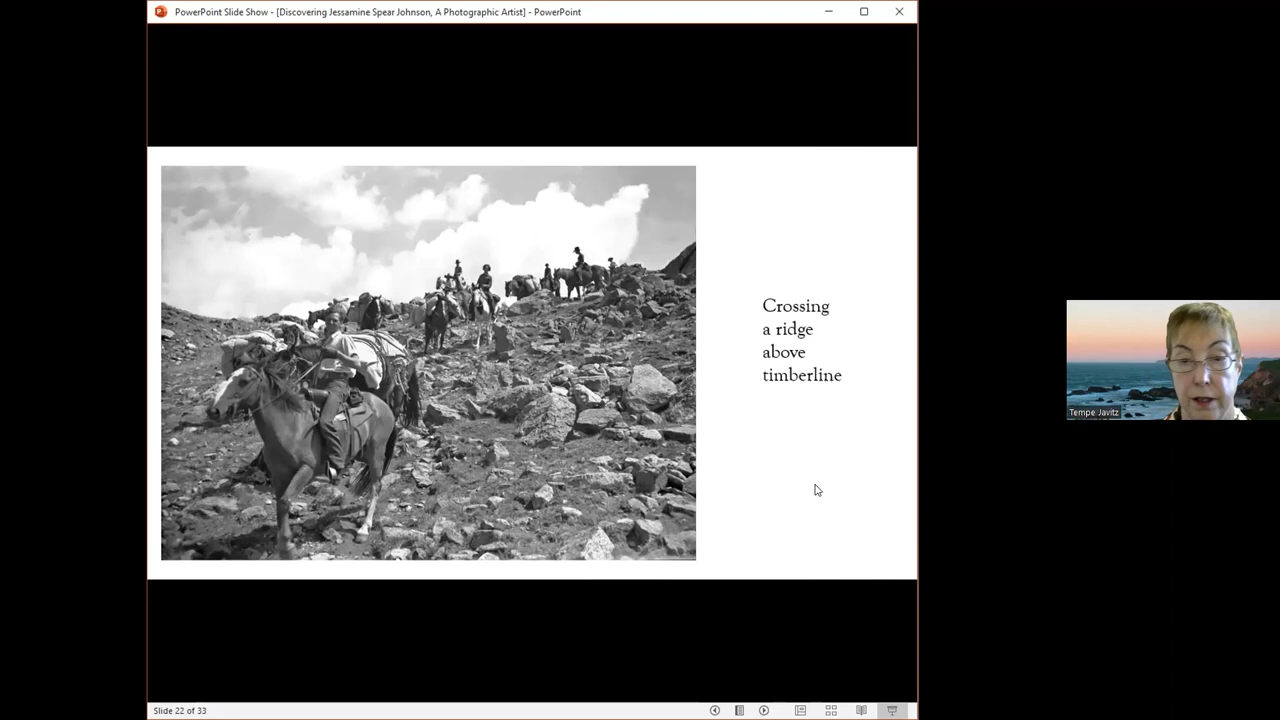 PowerPoint Slide Show - [Discovering Jessamine Spear Johnson, A Photographic Artist] - PowerPoint
Crossing
a ridge
above
timberline
Tempe Javitz
Slide 22 of 33